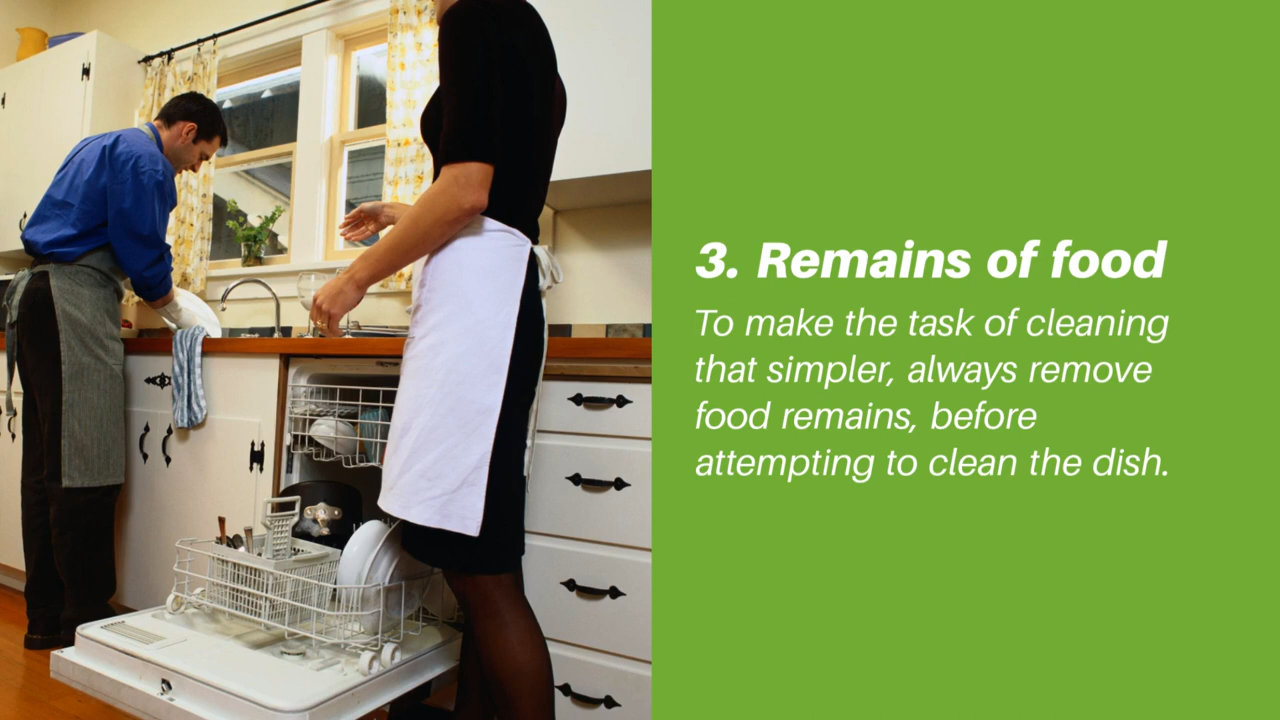 3. Remains of food
To make the task of cleaning
that simpler, always remove
food remains, before
attempting to clean the dish.